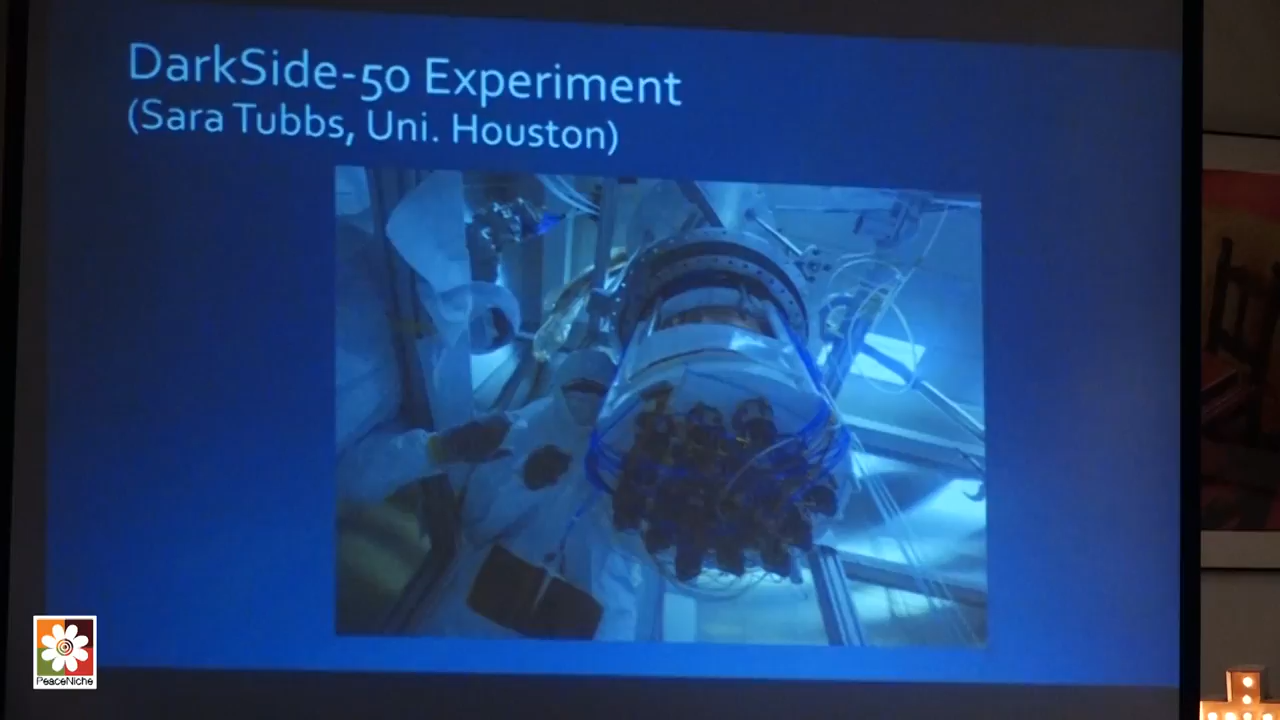 DarkSide-50 Experiment
(Sara Tubbs, Uni. Houston)
PeaceNiche